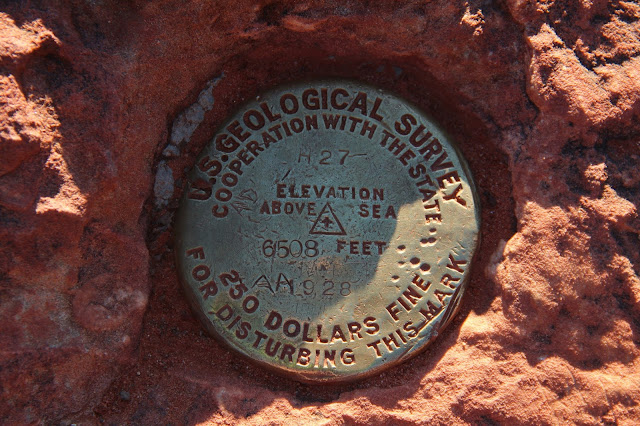 U.S. GEOLOGICAL SURVEY
COOPERATION WITH THE STATE
H 27
ELEVATION
ABOVE SEA
6508 FEET
1928
250 DOLLARS FINE
FOR DISTURBING THIS MARK